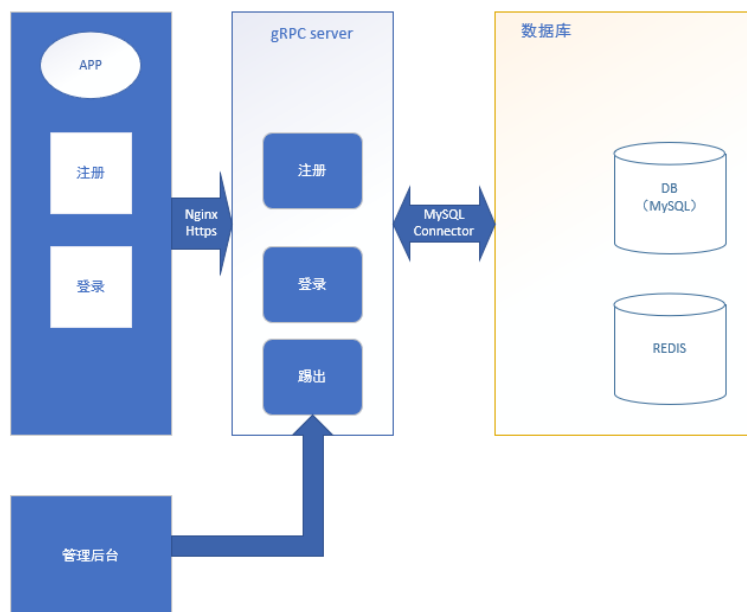 APP
注册
登录
Nginx
Https
gRPC server
注册
登录
踢出
MySQL
Connector
数据库
DB
（MySQL）
REDIS
管理后台